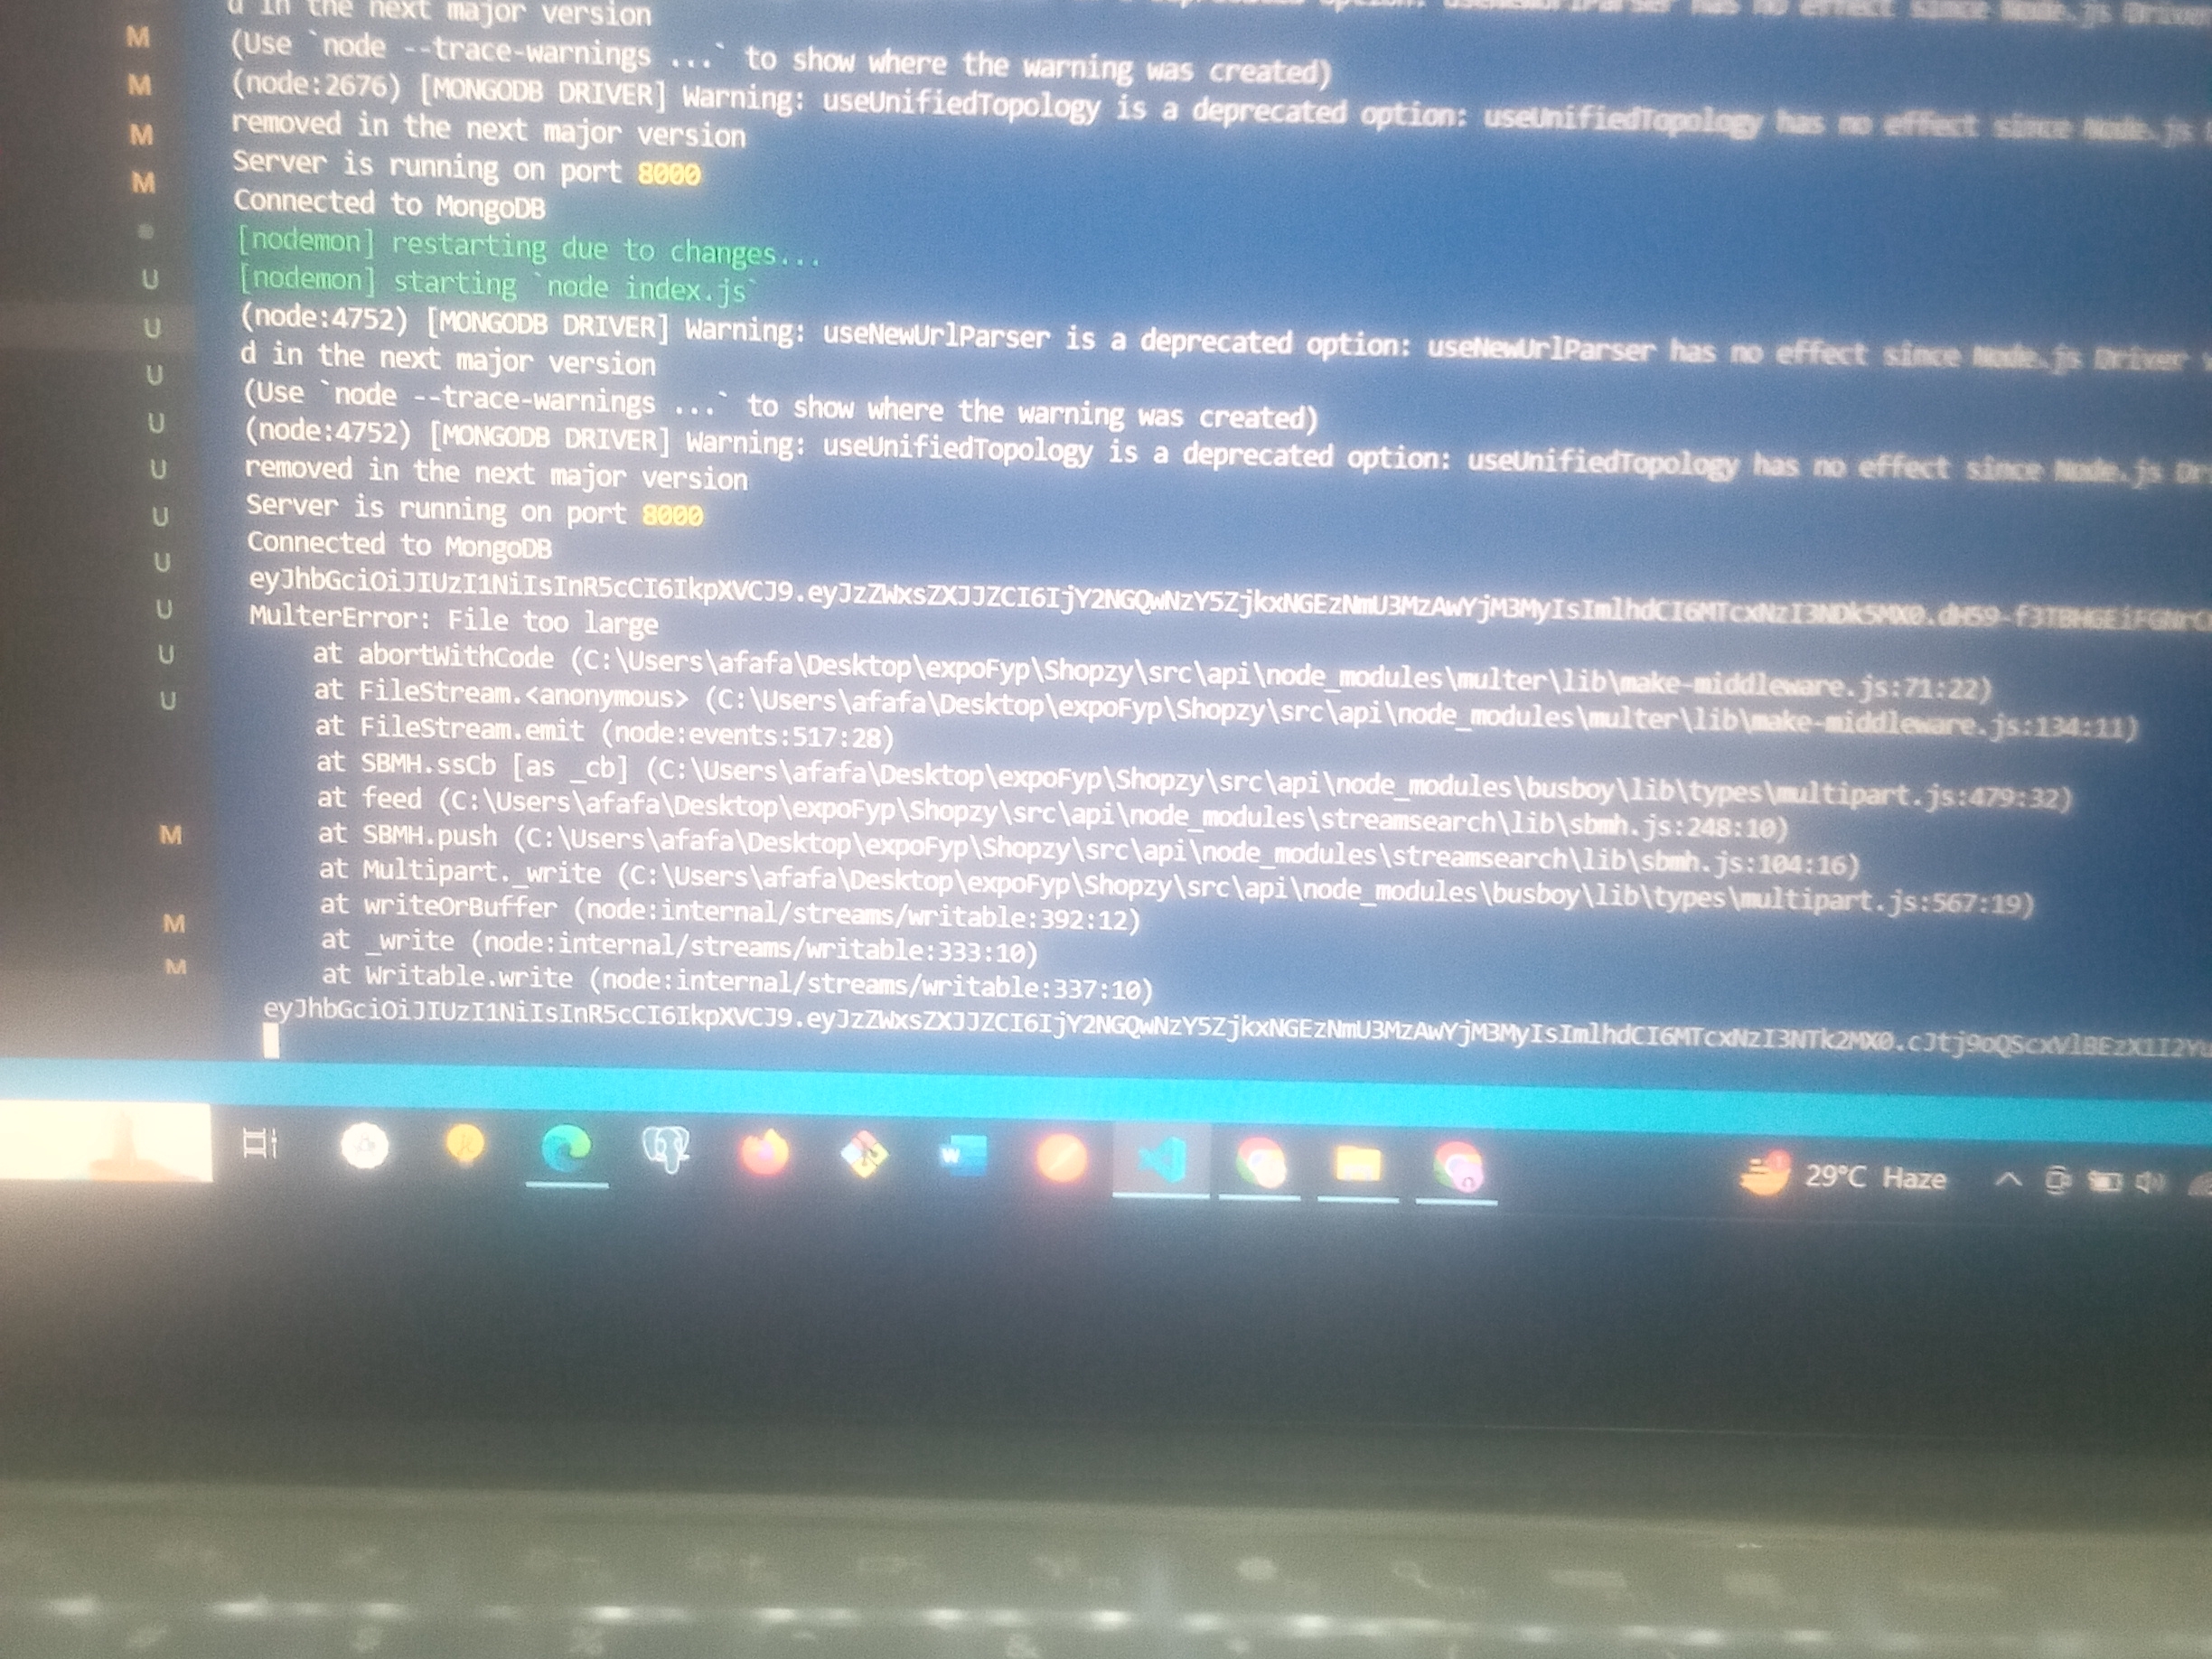 d in the next major version
(Use `node --trace-warnings ...` to show where the warning was created)
(node:2676) [MONGODB DRIVER] Warning: useUnifiedTopology is a deprecated option: useUnifiedTopology has no effect since Node.js
removed in the next major version
Server is running on port 8000
Connected to MongoDB
[nodemon] restarting due to changes...
[nodemon] starting `node index.js`
(node:4752) [MONGODB DRIVER] Warning: useNewUrlParser is a deprecated option: useNewUrlParser has no effect since Node.js Driver
d in the next major version
(Use `node --trace-warnings ...` to show where the warning was created)
(node:4752) [MONGODB DRIVER] Warning: useUnifiedTopology is a deprecated option: useUnifiedTopology has no effect since Node.js
removed in the next major version
Server is running on port 8000
Connected to MongoDB
MulterError: File too large
at abortWithCode (C:\Users\afafa\Desktop\expoFyp\Shopzy\src\api\node_modules\multer\lib\make-middleware.js:71:22)
at FileStream.<anonymous> (C:\Users\afafa\Desktop\expoFyp\Shopzy\src\api\node_modules\multer\lib\make-middleware.js:134:11)
at FileStream.emit (node:events:517:28)
at SBMH.ssCb [as _cb] (C:\Users\afafa\Desktop\expoFyp\Shopzy\src\api\node_modules\busboy\lib\types\multipart.js:479:32)
at feed (C:\Users\afafa\Desktop\expoFyp\Shopzy\src\api\node_modules\streamsearch\lib\sbmh.js:248:10)
at SBMH.push (C:\Users\afafa\Desktop\expoFyp\Shopzy\src\api\node_modules\streamsearch\lib\sbmh.js:104:16)
at Multipart._write (C:\Users\afafa\Desktop\expoFyp\Shopzy\src\api\node_modules\busboy\lib\types\multipart.js:567:19)
at writeOrBuffer (node:internal/streams/writable:392:12)
at _write (node:internal/streams/writable:333:10)
at Writable.write (node:internal/streams/writable:337:10)
M
M
M
M
U
U
U
U
U
U
U
U
U
U
M
M
M
29°C Haze